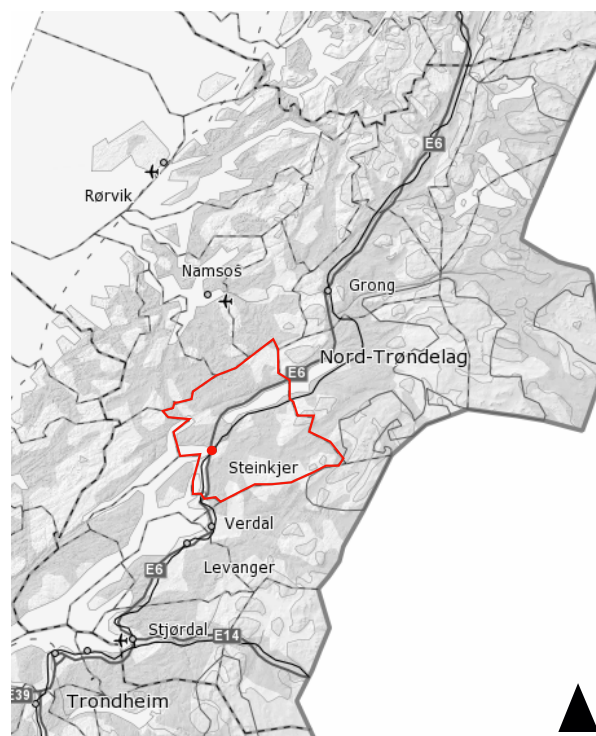 E6
Rørvik
Namsos
Grong
Nord-Trøndelag
E6
Steinkjer
Verdal
E6
Levanger
Stjørdal
E14
E39
Trondheim